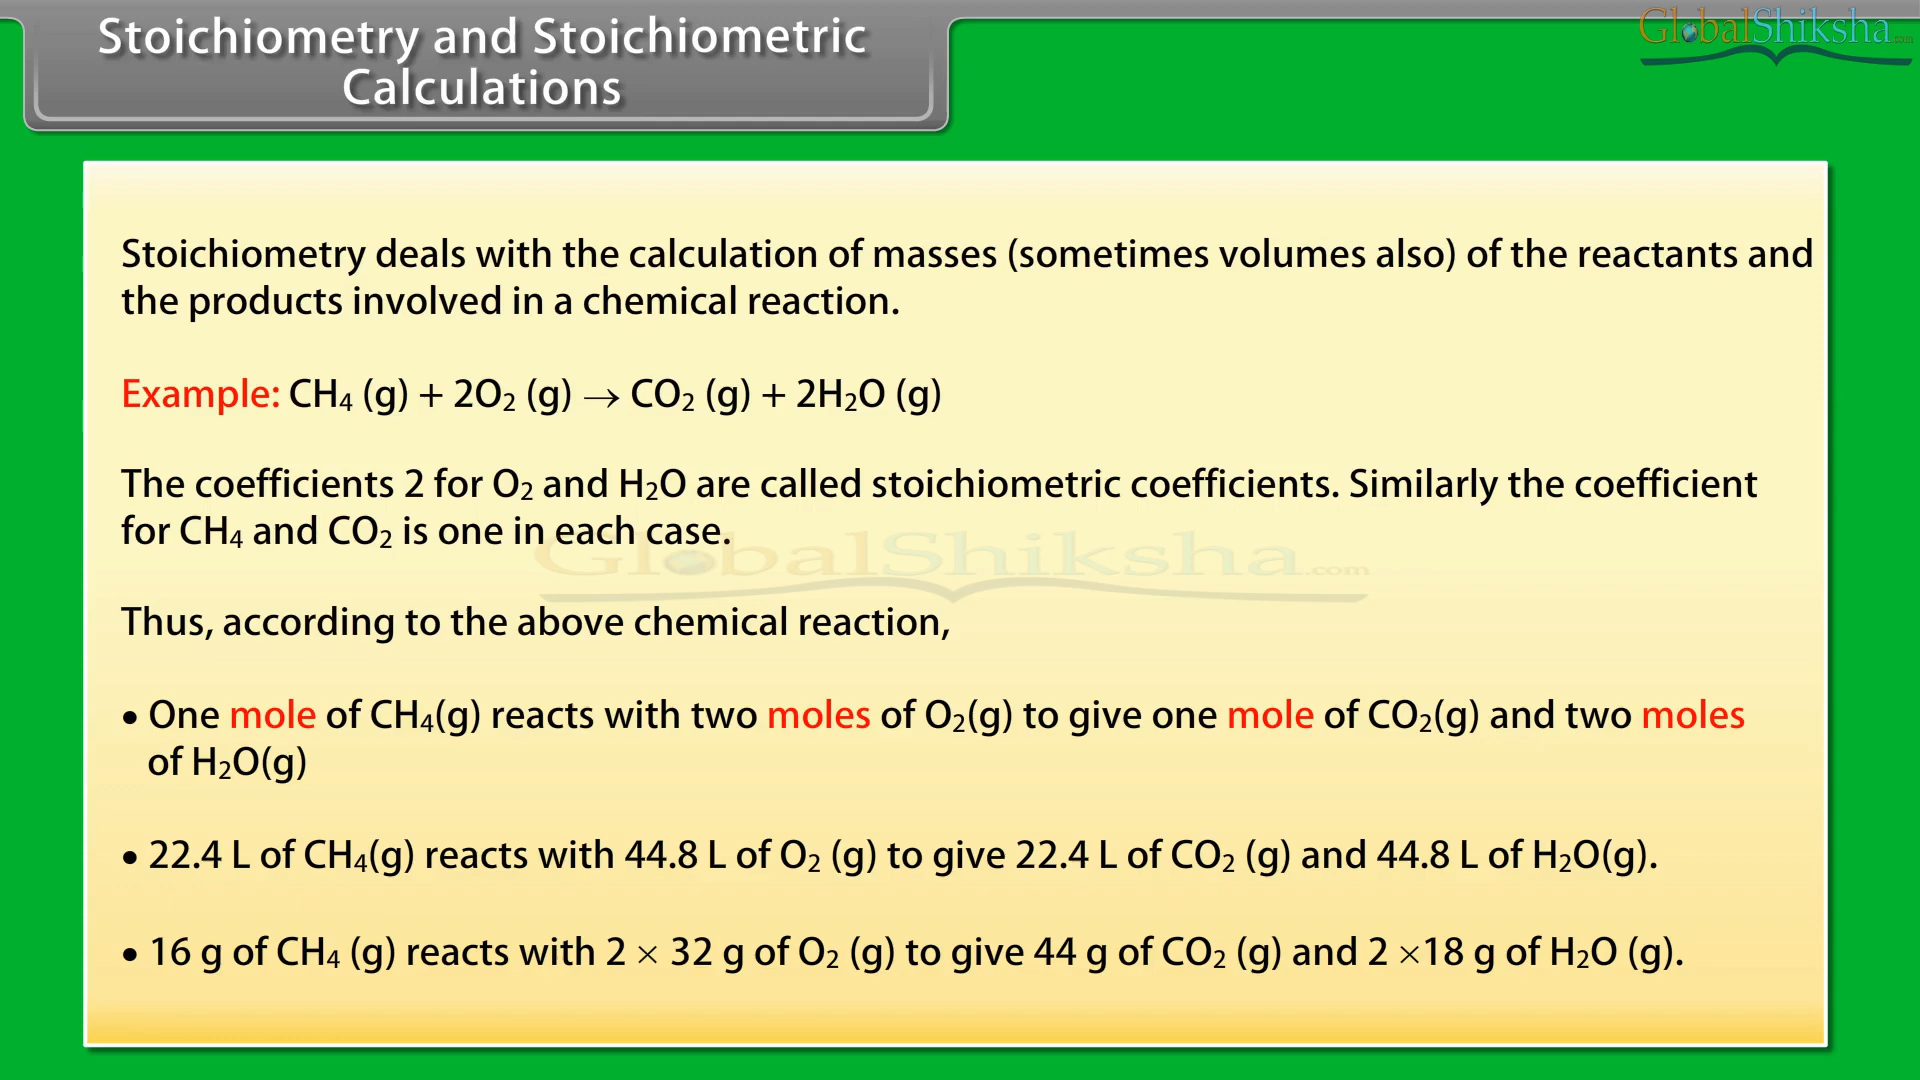 Stoichiometry and Stoichiometric
Calculations
GlobalShiksha.com
Stoichiometry deals with the calculation of masses (sometimes volumes also) of the reactants and
the products involved in a chemical reaction.
Example: CH₄ (g) + 2O₂ (g) → CO₂ (g) + 2H₂O (g)
The coefficients 2 for O₂ and H₂O are called stoichiometric coefficients. Similarly the coefficient
for CH₄ and CO₂ is one in each case.
GlobalShiksha.com
Thus, according to the above chemical reaction,
• One mole of CH₄(g) reacts with two moles of O₂(g) to give one mole of CO₂(g) and two moles
of H₂O(g)
• 22.4 L of CH₄(g) reacts with 44.8 L of O₂ (g) to give 22.4 L of CO₂ (g) and 44.8 L of H₂O(g).
• 16 g of CH₄ (g) reacts with 2 × 32 g of O₂ (g) to give 44 g of CO₂ (g) and 2 ×18 g of H₂O (g).